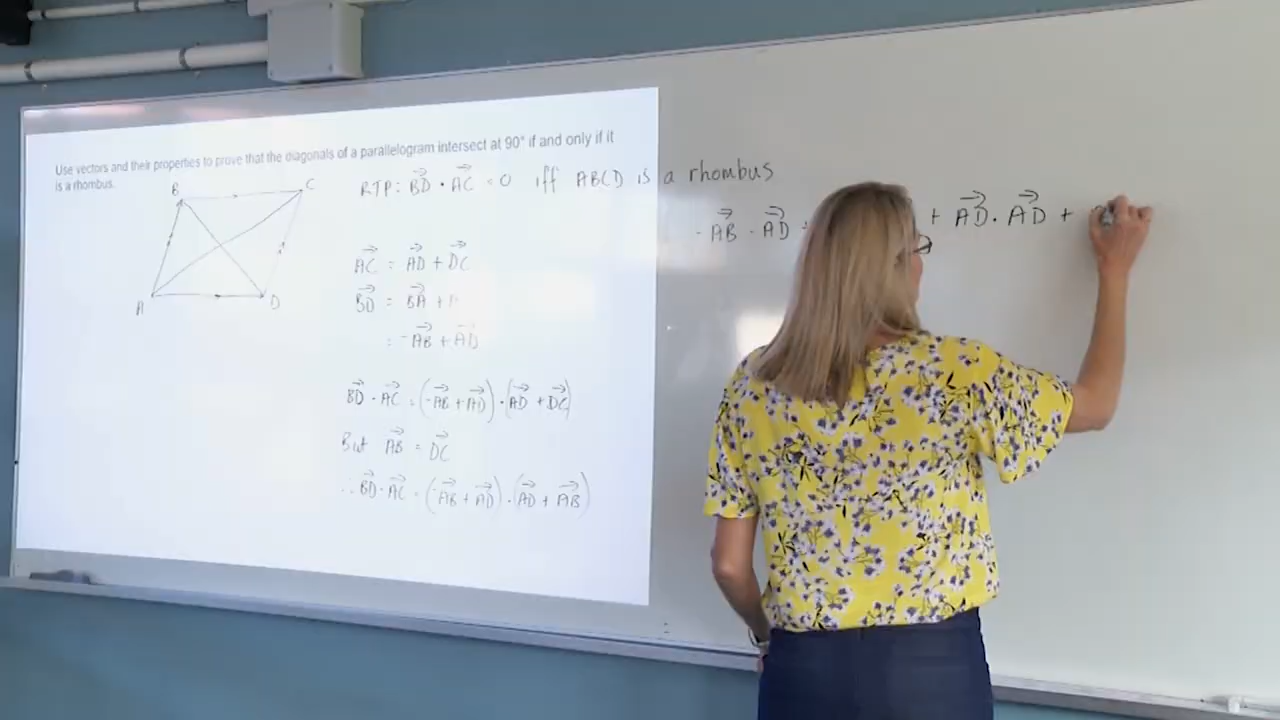 Use vectors and their properties to prove that the diagonals of a parallelogram intersect at 90° if and only if it
is a rhombus.
RTP: BD⃗ · AC⃗ = 0 iff ABCD is a rhombus
B C
A D
AC⃗ = AD⃗ + DC⃗
BD⃗ = BA⃗ +
= -AB⃗ + AD⃗
BD⃗ · AC⃗ = (-AB⃗ + AD⃗) · (AD⃗ + DC⃗)
But AB⃗ = DC⃗
∴ BD⃗ · AC⃗ = (-AB⃗ + AD⃗) · (AD⃗ + AB⃗)
- AB⃗ · AD⃗ + AD⃗ · AD⃗ +